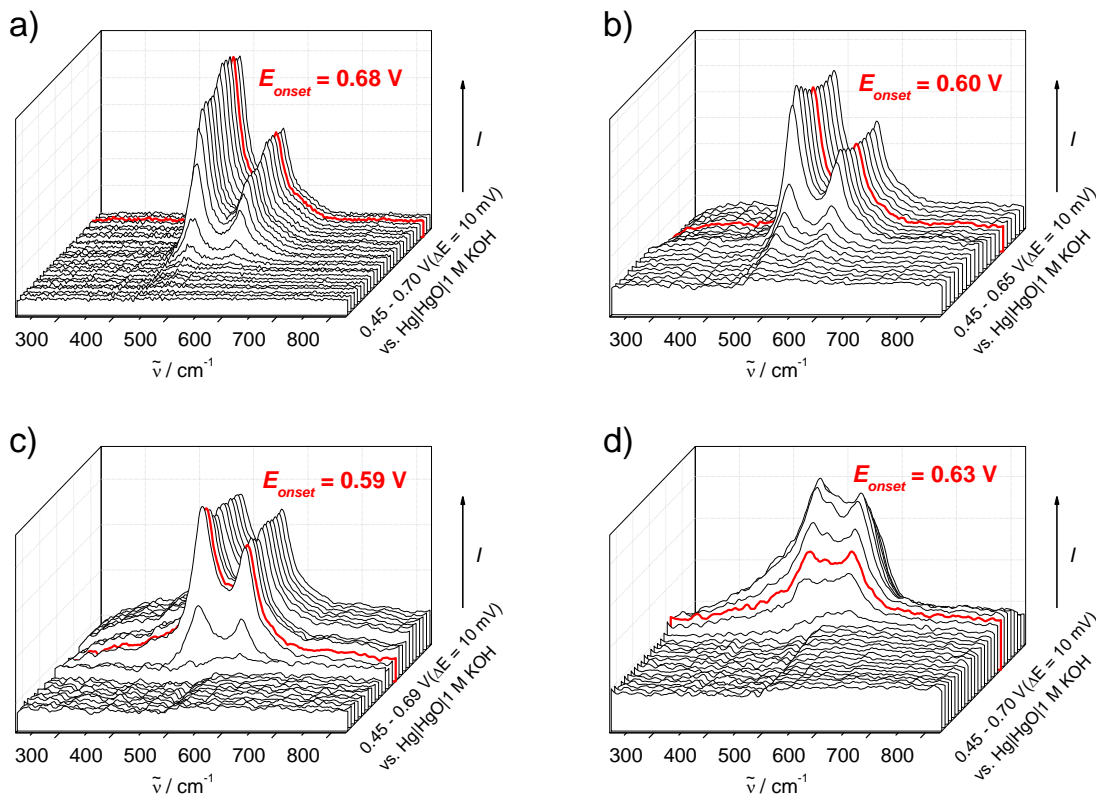 a)
E onset = 0.68 V
I
0.45 - 0.70 V(ΔE = 10 mV)
vs. Hg|HgO|1 M KOH
300 400 500 600 700 800
ṽ / cm-1
b)
E onset = 0.60 V
I
0.45 - 0.65 V(ΔE = 10 mV)
vs. Hg|HgO|1 M KOH
300 400 500 600 700 800
ṽ / cm-1
c)
E onset = 0.59 V
I
0.45 - 0.69 V(ΔE = 10 mV)
vs. Hg|HgO|1 M KOH
300 400 500 600 700 800
ṽ / cm-1
d)
E onset = 0.63 V
I
0.45 - 0.70 V(ΔE = 10 mV)
vs. Hg|HgO|1 M KOH
300 400 500 600 700 800
ṽ / cm-1